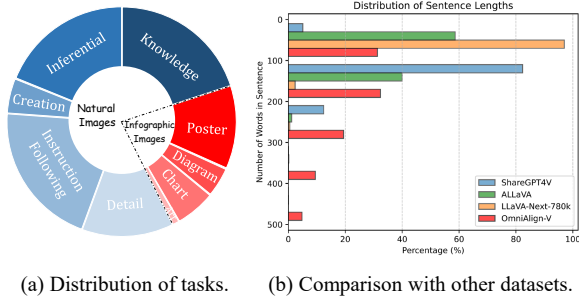 Inferential
Knowledge
Creation
Natural
Images
Infographic
Images
Poster
Diagram
Chart
Instruction
Following
Detail
(a) Distribution of tasks.
Distribution of Sentence Lengths
Number of Words in Sentence
0
100
200
300
400
500
ShareGPT4V
ALLaVA
LLaVA-Next-780k
OmniAlign-V
0 20 40 60 80 100
Percentage (%)
(b) Comparison with other datasets.